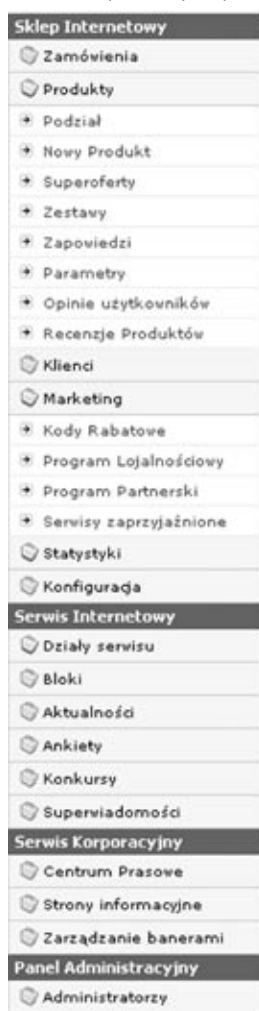 Sklep Internetowy
Zamówienia
Produkty
Podział
Nowy Produkt
Superoferty
Zestawy
Zapowiedzi
Parametry
Opinie użytkowników
Recenzje Produktów
Klienci
Marketing
Kody Rabatowe
Program Lojalnościowy
Program Partnerski
Serwisy zaprzyjaźnione
Statystyki
Konfiguracja
Serwis Internetowy
Działy serwisu
Bloki
Aktualności
Ankiety
Konkursy
Superwiadomości
Serwis Korporacyjny
Centrum Prasowe
Strony informacyjne
Zarządzanie banerami
Panel Administracyjny
Administratorzy